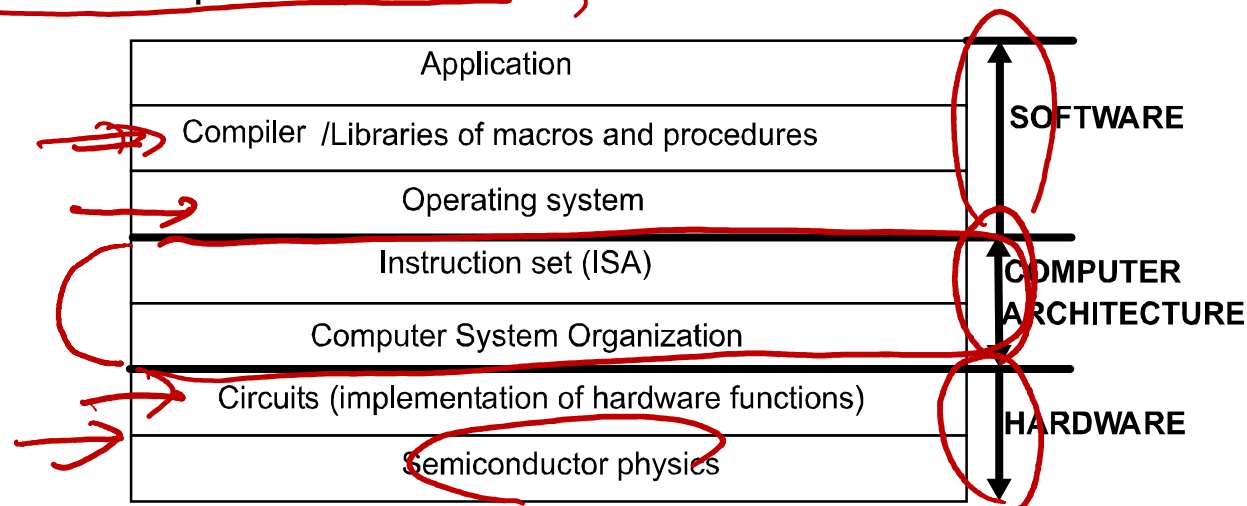 Application
Compiler /Libraries of macros and procedures
SOFTWARE
Operating system
Instruction set (ISA)
COMPUTER
ARCHITECTURE
Computer System Organization
Circuits (implementation of hardware functions)
HARDWARE
Semiconductor physics